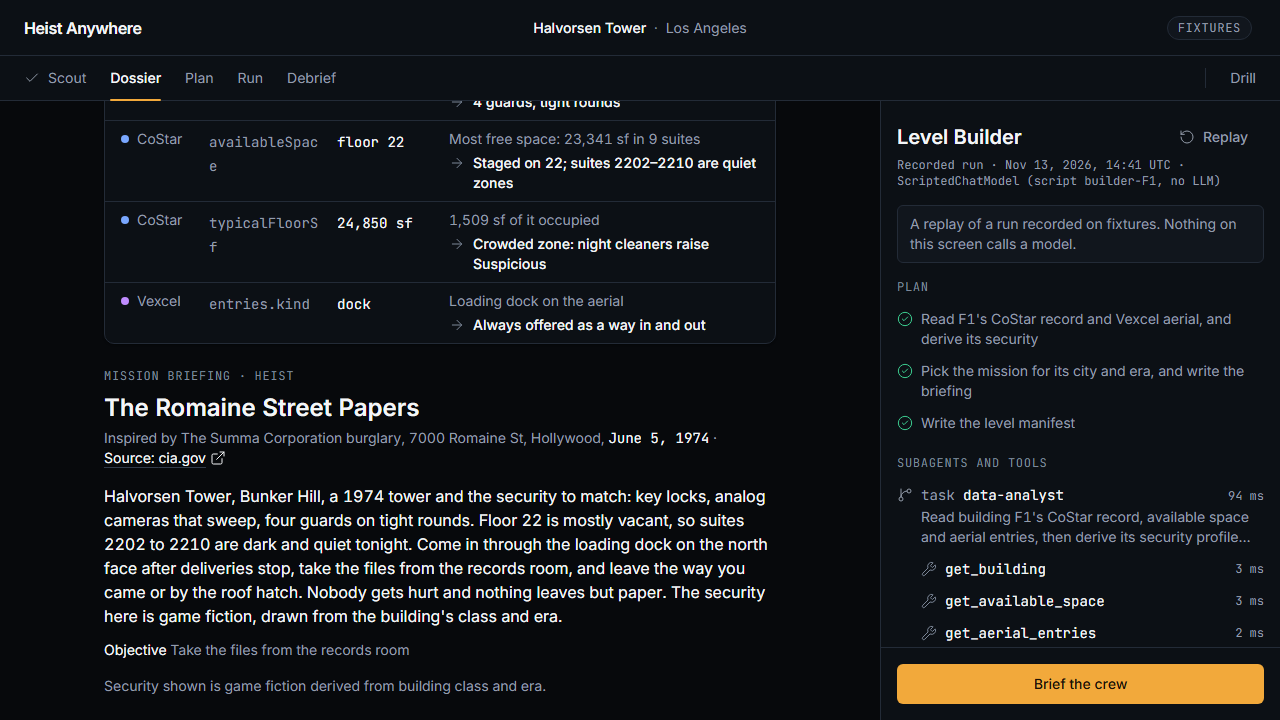 Heist Anywhere
Halvorsen Tower · Los Angeles
FIXTURES
Scout
Dossier
Plan
Run
Debrief
Drill
→ 4 guards, tight rounds
CoStar
availableSpac
e
floor 22
Most free space: 23,341 sf in 9 suites
→ Staged on 22; suites 2202–2210 are quiet
zones
CoStar
typicalFloorS
f
24,850 sf
1,509 sf of it occupied
→ Crowded zone: night cleaners raise
Suspicious
Vexcel
entries.kind
dock
Loading dock on the aerial
→ Always offered as a way in and out
MISSION BRIEFING · HEIST
The Romaine Street Papers
Inspired by The Summa Corporation burglary, 7000 Romaine St, Hollywood, June 5, 1974 ·
Source: cia.gov
Halvorsen Tower, Bunker Hill, a 1974 tower and the security to match: key locks, analog
cameras that sweep, four guards on tight rounds. Floor 22 is mostly vacant, so suites
2202 to 2210 are dark and quiet tonight. Come in through the loading dock on the north
face after deliveries stop, take the files from the records room, and leave the way you
came or by the roof hatch. Nobody gets hurt and nothing leaves but paper. The security
here is game fiction, drawn from the building's class and era.
Objective Take the files from the records room
Security shown is game fiction derived from building class and era.
Level Builder
Replay
Recorded run · Nov 13, 2026, 14:41 UTC ·
ScriptedChatModel (script builder-F1, no LLM)
A replay of a run recorded on fixtures. Nothing on
this screen calls a model.
PLAN
Read F1's CoStar record and Vexcel aerial, and
derive its security
Pick the mission for its city and era, and write the
briefing
Write the level manifest
SUBAGENTS AND TOOLS
task data-analyst
94 ms
Read building F1's CoStar record, available space
and aerial entries, then derive its security profile...
get_building
3 ms
get_available_space
3 ms
get_aerial_entries
2 ms
Brief the crew